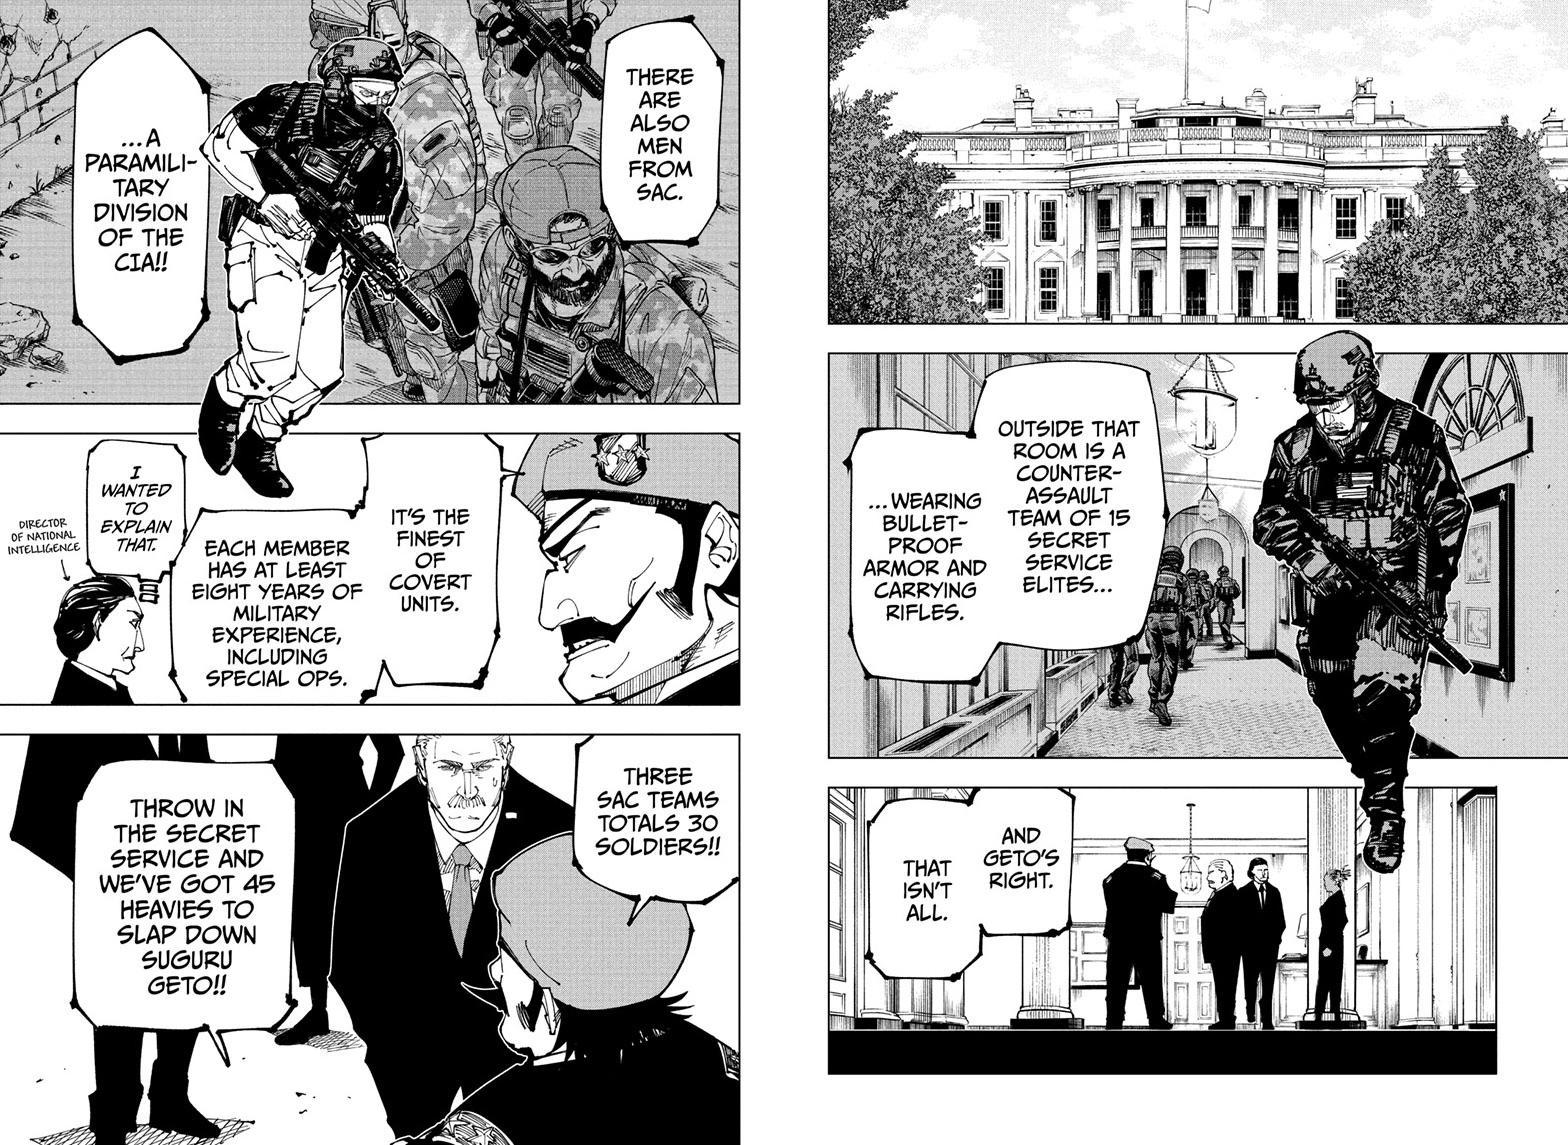 OUTSIDE THAT
ROOM IS A
COUNTER-
ASSAULT
TEAM OF 15
SECRET
SERVICE
ELITES...
...WEARING
BULLET-
PROOF
ARMOR AND
CARRYING
RIFLES.
AND
GETO'S
RIGHT.
THAT
ISN'T
ALL.
THERE
ARE
ALSO
MEN
FROM
SAC.
...A
PARAMILI-
TARY
DIVISION
OF THE
CIA!!
IT'S THE
FINEST
OF
COVERT
UNITS.
EACH MEMBER
HAS AT LEAST
EIGHT YEARS OF
MILITARY
EXPERIENCE,
INCLUDING
SPECIAL OPS.
I
WANTED
TO
EXPLAIN
THAT.
DIRECTOR
OF NATIONAL
INTELLIGENCE
THREE
SAC TEAMS
TOTALS 30
SOLDIERS!!
THROW IN
THE SECRET
SERVICE AND
WE'VE GOT 45
HEAVIES TO
SLAP DOWN
SUGURU
GETO!!